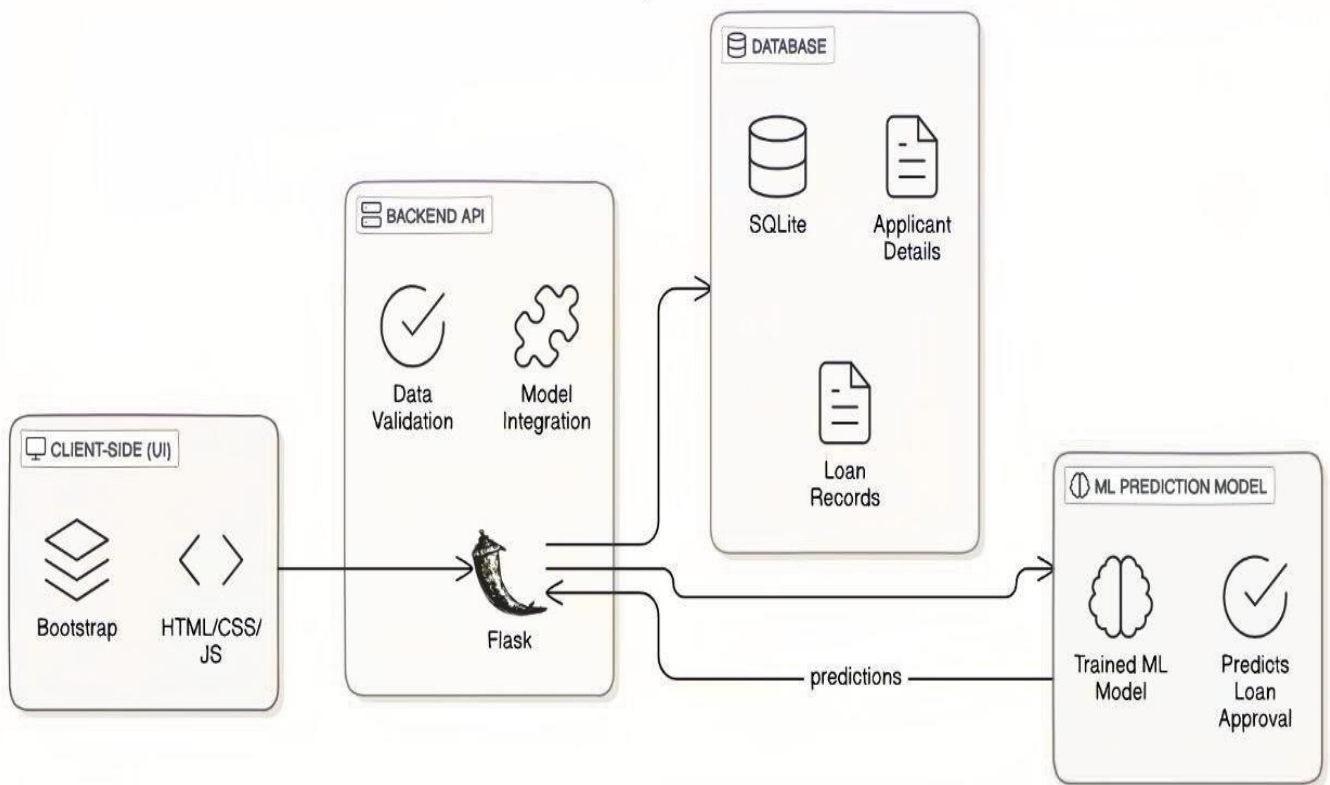 DATABASE
SQLite
Applicant
Details
Loan
Records
BACKEND API
Data
Validation
Model
Integration
Flask
CLIENT-SIDE (UI)
Bootstrap
HTML/CSS/
JS
predictions
ML PREDICTION MODEL
Trained ML
Model
Predicts
Loan
Approval